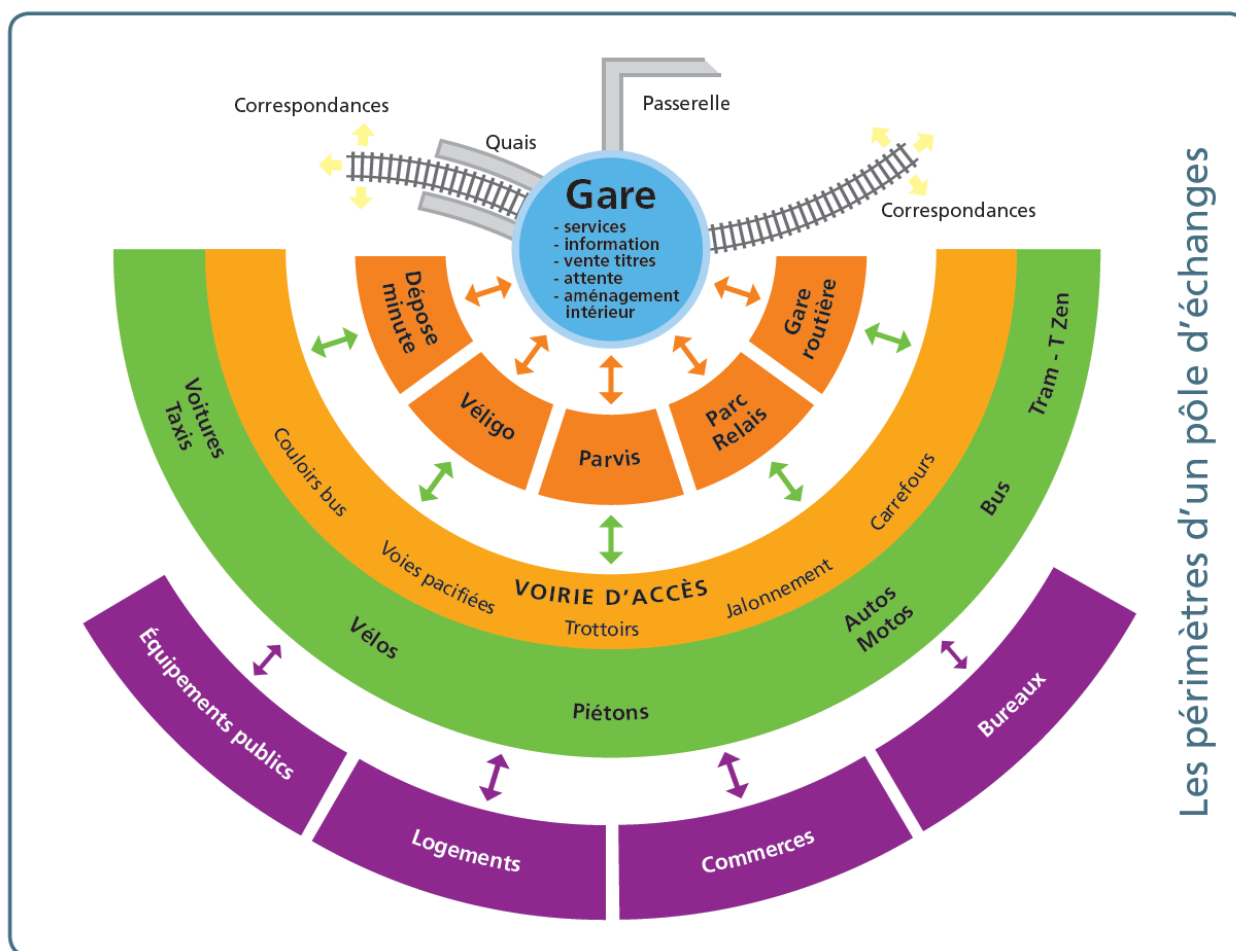 Les périmètres d’un pôle d’échanges
Correspondances
Quais
Passerelle
Correspondances
Gare
- services
- information
- vente titres
- attente
- aménagement
intérieur
Dépose
minute
Véligo
Parvis
Parc
Relais
Gare
routière
Couloirs bus
Voies pacifiées
VOIRIE D’ACCÈS
Trottoirs
Jalonnement
Carrefours
Voitures
Taxis
Vélos
Piétons
Autos
Motos
Bus
Tram - T Zen
Équipements publics
Logements
Commerces
Bureaux